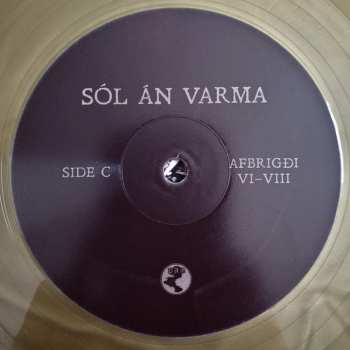 SÓL ÁN VARMA
SIDE C
AFBRIGÐI
VI–VIII